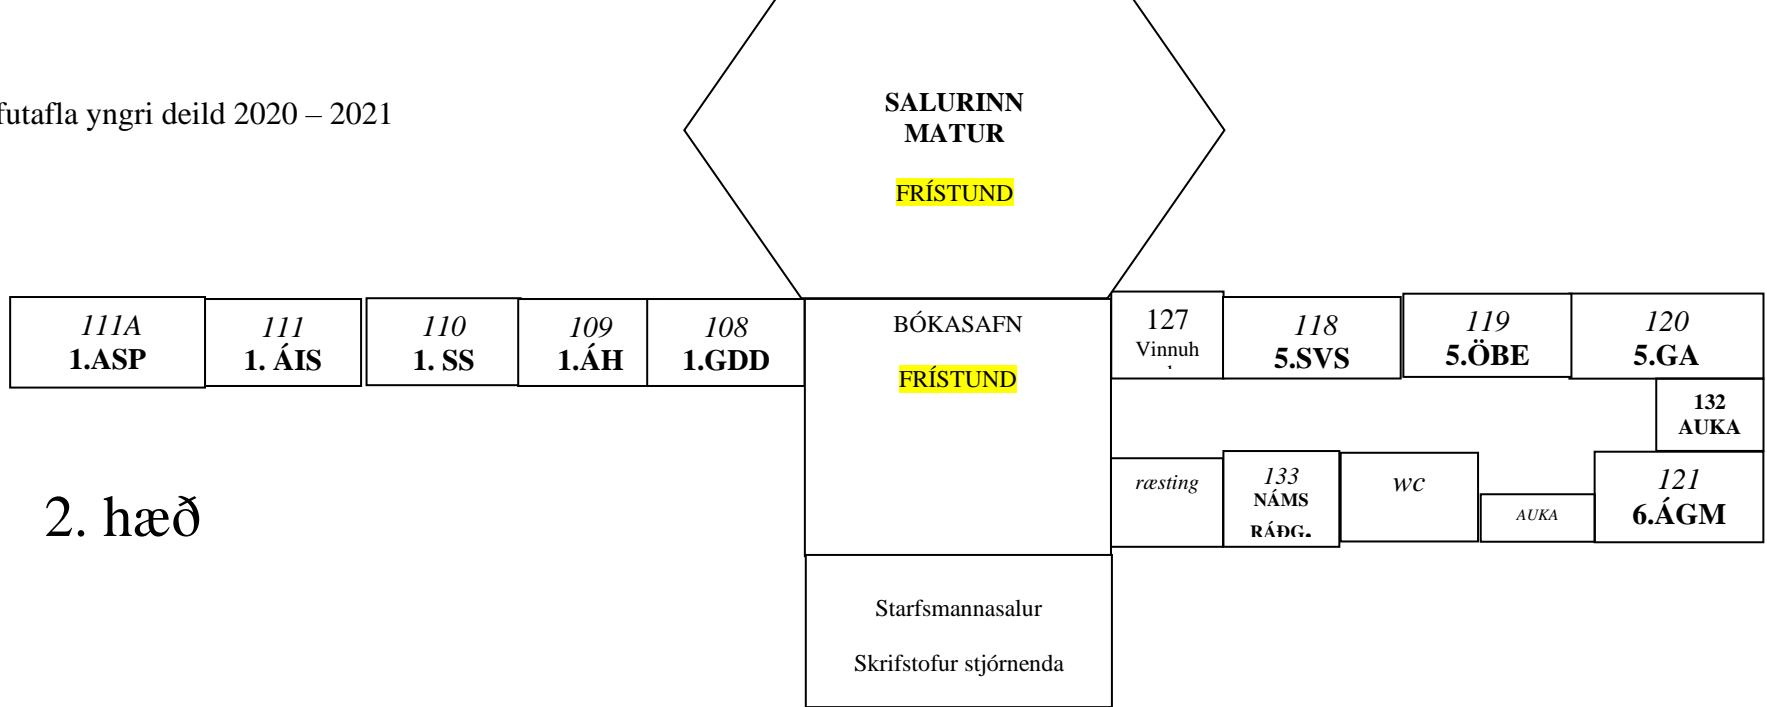 futafla yngri deild 2020 – 2021
SALURINN
MATUR
FRÍSTUND
111A
1.ASP
111
1. ÁIS
110
1. SS
109
1.ÁH
108
1.GDD
BÓKASAFN
FRÍSTUND
127
Vinnuh
118
5.SVS
119
5.ÖBE
120
5.GA
132
AUKA
ræsting
133
NÁMS
RÁÐG.
wc
AUKA
121
6.ÁGM
2. hæð
Starfsmannasalur
Skrifstofur stjórnenda